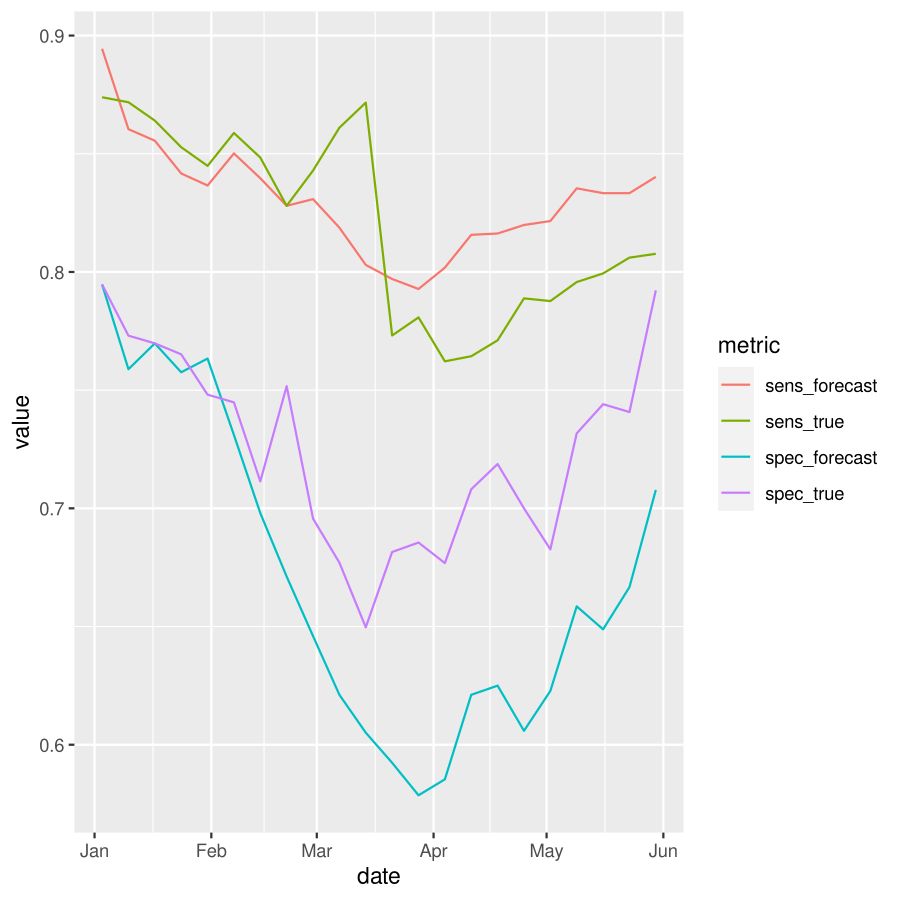 0.9
0.8
0.7
0.6
value
Jan Feb Mar Apr May Jun
date
metric
sens_forecast
sens_true
spec_forecast
spec_true